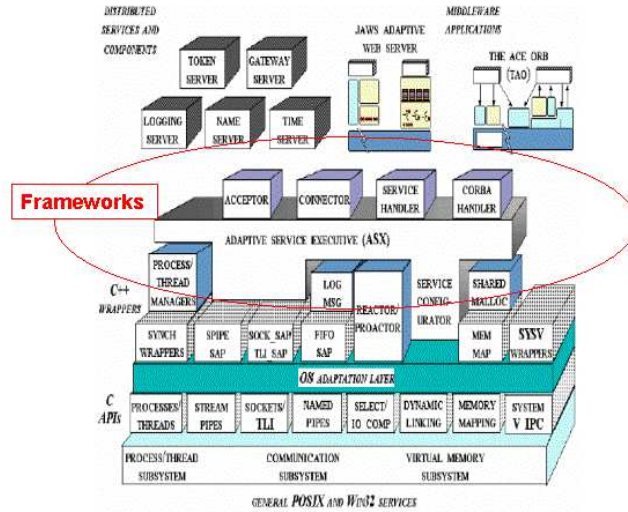 DISTRIBUTED
SERVICES AND
COMPONENTS
JAWS ADAPTIVE
WEB SERVER
MIDDLEWARE
APPLICATIONS
TOKEN
SERVER
GATEWAY
SERVER
THE ACE ORB
(TAO)
LOGGING
SERVER
NAME
SERVER
TIME
SERVER
Frameworks
ACCEPTOR
CONNECTOR
SERVICE
HANDLER
CORBA
HANDLER
ADAPTIVE SERVICE EXECUTIVE (ASX)
C++
WRAPPERS
PROCESS/
THREAD
MANAGERS
LOG
MSG
REACTOR/
PROACTOR
SERVICE
CONFIG-
URATOR
SHARED
MALLOC
SYNCH
WRAPPERS
SPIPE
SAP
SOCK_SAP/
TLI_SAP
FIFO
SAP
MEM
MAP
SYSV
WRAPPERS
OS ADAPTATION LAYER
C
APIS
PROCESSES/
THREADS
STREAM
PIPES
SOCKETS/
TLI
NAMED
PIPES
SELECT/
IO COMP
DYNAMIC
LINKING
MEMORY
MAPPING
SYSTEM
V IPC
PROCESS/THREAD
SUBSYSTEM
COMMUNICATION
SUBSYSTEM
VIRTUAL MEMORY
SUBSYSTEM
GENERAL POSIX AND WIN32 SERVICES